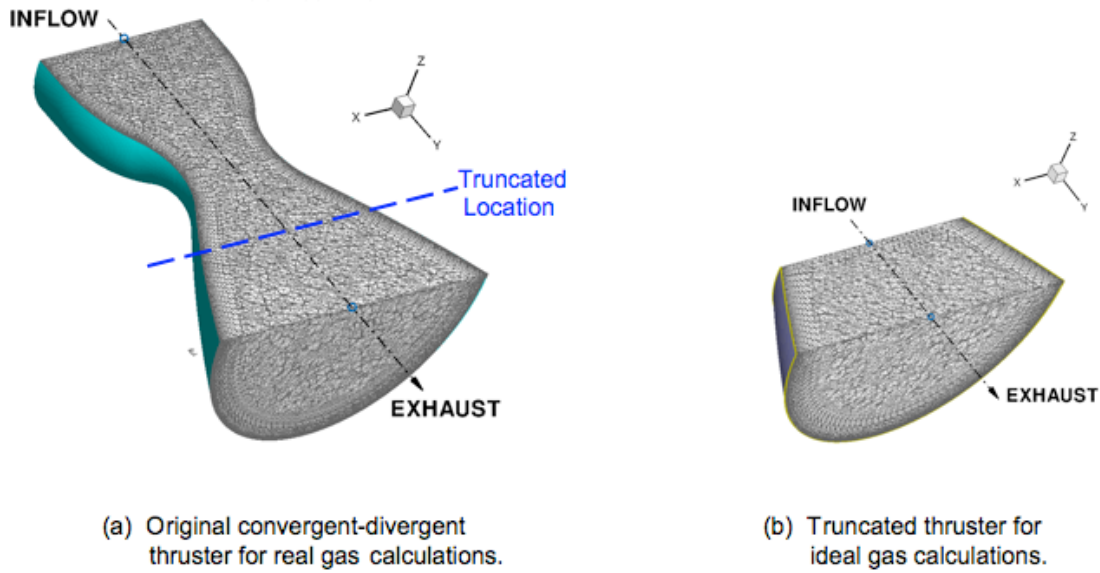 INFLOW
Z
X
Y
Truncated
Location
EXHAUST
Z
X
Y
INFLOW
EXHAUST
(a) Original convergent-divergent
thruster for real gas calculations.
(b) Truncated thruster for
ideal gas calculations.